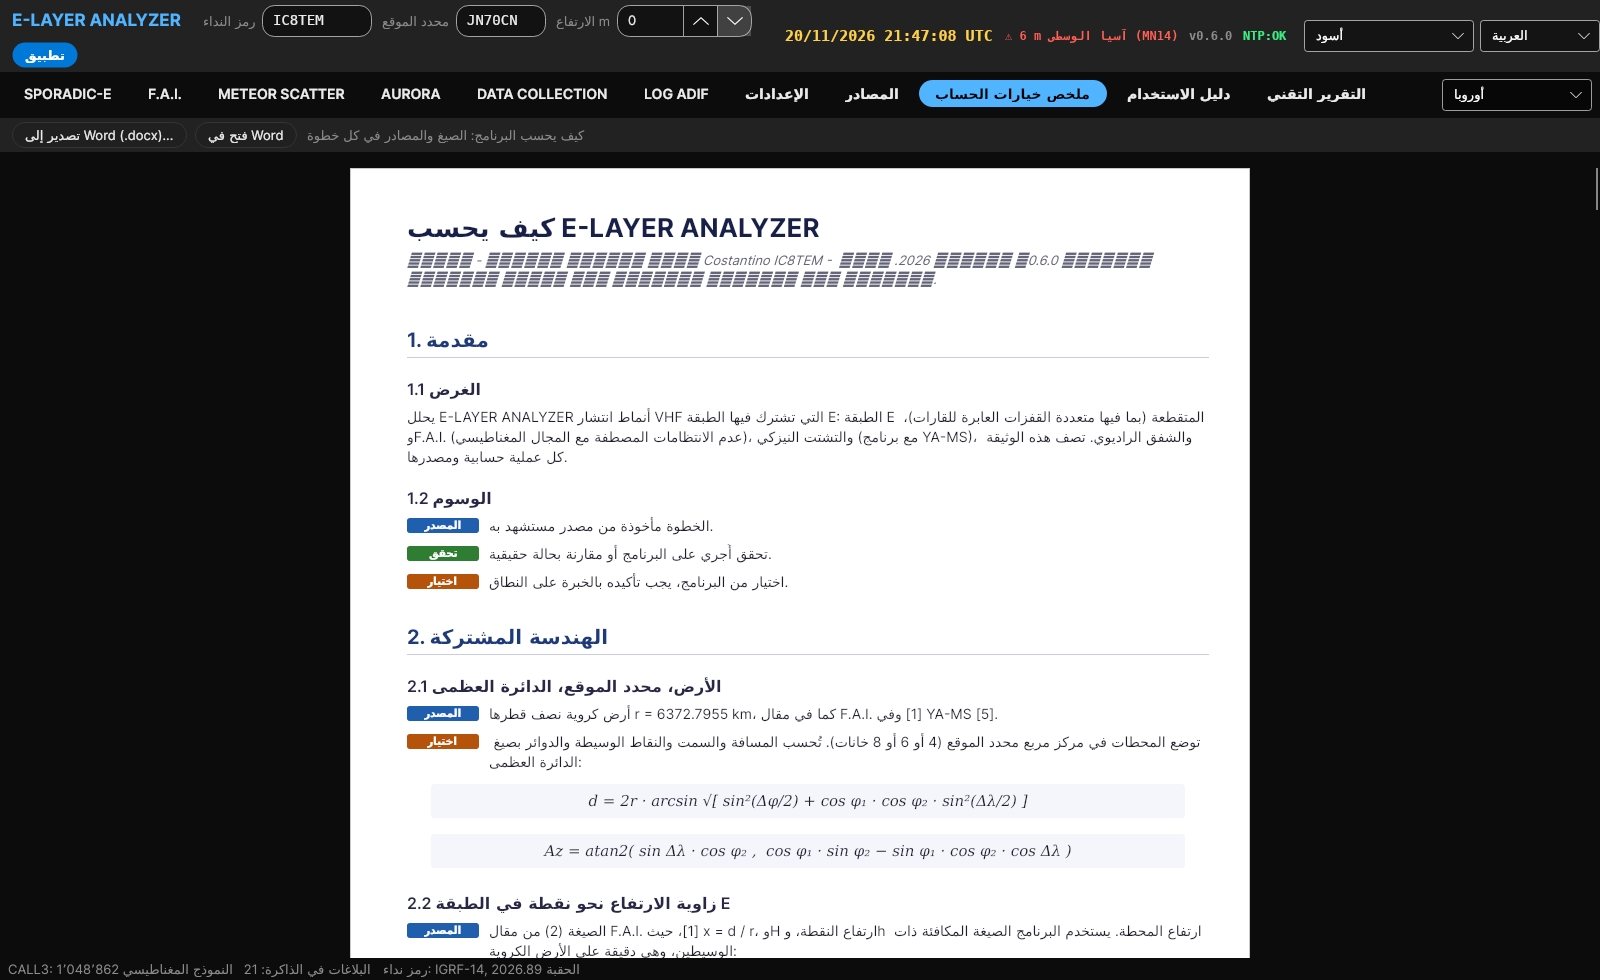 E-LAYER ANALYZER
رمز النداء IC8TEM
محدد الموقع JN70CN
الارتفاع m 0
تطبيق
20/11/2026 21:47:08 UTC
⚠ 6 m آسيا الوسطى (MN14)
v0.6.0
NTP:OK
أسود
العربية
SPORADIC-E
F.A.I.
METEOR SCATTER
AURORA
DATA COLLECTION
LOG ADIF
الإعدادات
المصادر
ملخص خيارات الحساب
دليل الاستخدام
التقرير التقني
أوروبا
تصدير إلى Word (.docx)...
فتح في Word
كيف يحسب البرنامج: الصيغ والمصادر في كل خطوة
كيف يحسب E-LAYER ANALYZER
- Costantino IC8TEM - .2026 0.6.0
.
1. مقدمة
1.1 الغرض
يحلل E-LAYER ANALYZER أنماط انتشار VHF التي تشترك فيها الطبقة E: الطبقة E المتقطعة (بما فيها متعددة القفزات العابرة للقارات)،
وF.A.I. (عدم الانتظامات المصطفة مع المجال المغناطيسي)، والتشتت النيزكي (مع برنامج YA-MS)، والشفق الراديوي. تصف هذه الوثيقة
كل عملية حسابية ومصدرها.
1.2 الوسوم
المصدر الخطوة مأخوذة من مصدر مستشهد به.
تحقق تحقق أُجري على البرنامج أو مقارنة بحالة حقيقية.
اختيار اختيار من البرنامج، يجب تأكيده بالخبرة على النطاق.
2. الهندسة المشتركة
2.1 الأرض، محدد الموقع، الدائرة العظمى
المصدر أرض كروية نصف قطرها r = 6372.7955 km، كما في مقال F.A.I. وفي [1] YA-MS [5].
اختيار توضع المحطات في مركز مربع محدد الموقع (4 أو 6 أو 8 خانات). تُحسب المسافة والسمت والنقاط الوسيطة والدوائر بصيغ
الدائرة العظمى:
d = 2r · arcsin √[ sin²(Δφ/2) + cos φ₁ · cos φ₂ · sin²(Δλ/2) ]
Az = atan2( sin Δλ · cos φ₂ , cos φ₁ · sin φ₂ − sin φ₁ · cos φ₂ · cos Δλ )
2.2 زاوية الارتفاع نحو نقطة في الطبقة E
المصدر الصيغة (2) من مقال F.A.I. [1]، حيث x = d / r، وH ارتفاع النقطة، و h ارتفاع المحطة. يستخدم البرنامج الصيغة المكافئة ذات
الوسيطين، وهي دقيقة على الأرض الكروية:
CALL3: 1’048’862 رمز نداء البلاغات في الذاكرة: 21 النموذج المغناطيسي: IGRF-14, الحقبة 2026.89